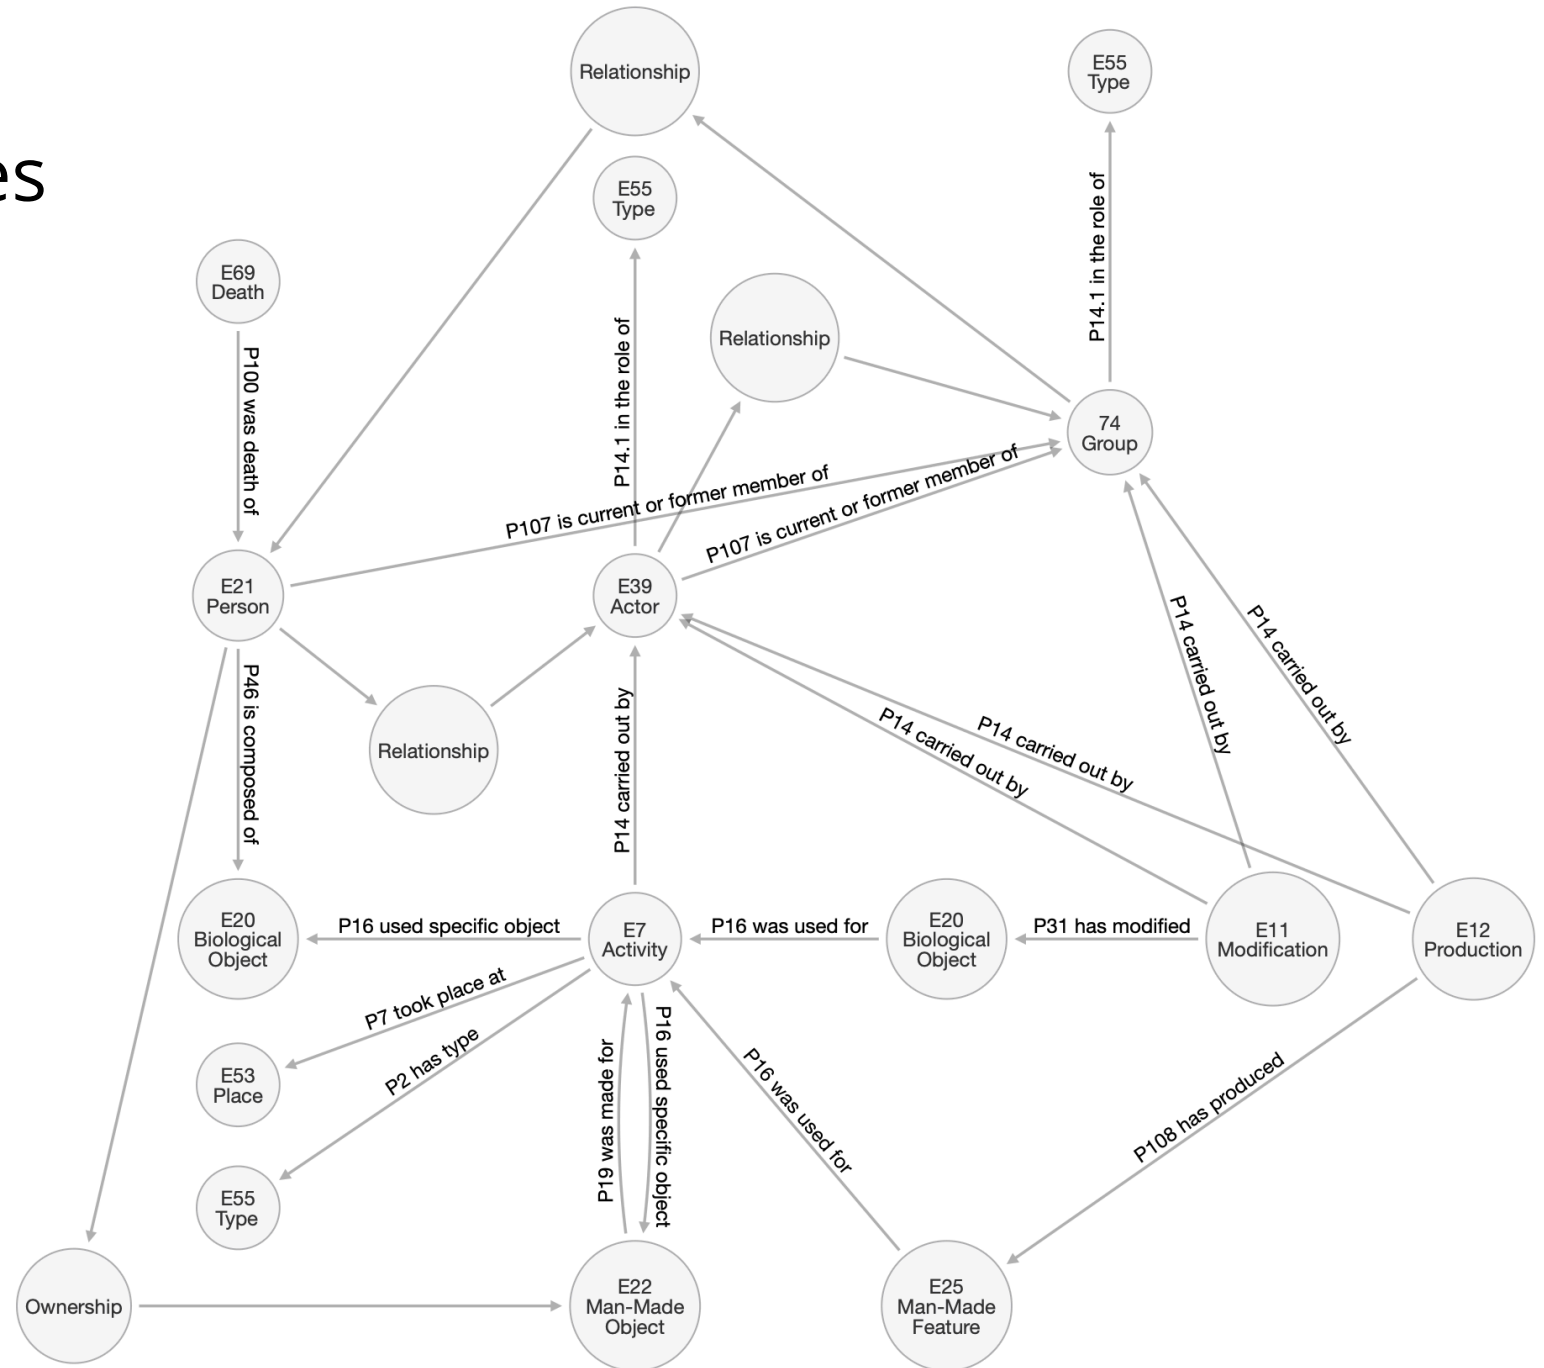 Relationship
E55
Type
es
E55
Type
P14.1 in the role of
E69
Death
Relationship
P14.1 in the role of
P100 was death of
74
Group
P107 is current or former member of
P107 is current or former member of
E21
Person
E39
Actor
P14 carried out by
P14 carried out by
P46 is composed of
Relationship
P14 carried out by
P14 carried out by
P14 carried out by
E20
Biological
Object
P16 used specific object
E7
Activity
P16 was used for
E20
Biological
Object
P31 has modified
E11
Modification
E12
Production
P7 took place at
P2 has type
E53
Place
P19 was made for
P16 used specific object
P16 was used for
P108 has produced
E55
Type
Ownership
E22
Man-Made
Object
E25
Man-Made
Feature